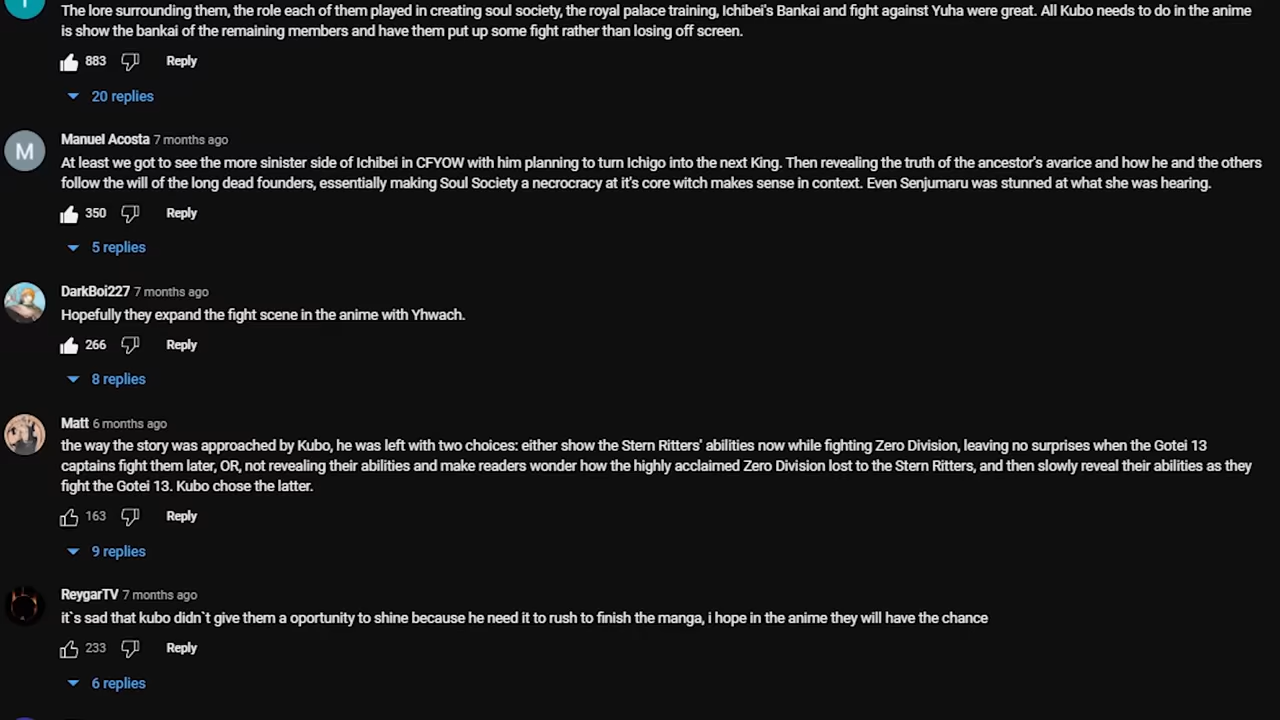 The lore surrounding them, the role each of them played in creating soul society, the royal palace training, Ichibei's Bankai and fight against Yuha were great. All Kubo needs to do in the anime
is show the bankai of the remaining members and have them put up some fight rather than losing off screen.
883 Reply
20 replies
M
Manuel Acosta 7 months ago
At least we got to see the more sinister side of Ichibei in CFYOW with him planning to turn Ichigo into the next King. Then revealing the truth of the ancestor's avarice and how he and the others
follow the will of the long dead founders, essentially making Soul Society a necrocracy at it's core witch makes sense in context. Even Senjumaru was stunned at what she was hearing.
350 Reply
5 replies
DarkBoi227 7 months ago
Hopefully they expand the fight scene in the anime with Yhwach.
266 Reply
8 replies
Matt 6 months ago
the way the story was approached by Kubo, he was left with two choices: either show the Stern Ritters' abilities now while fighting Zero Division, leaving no surprises when the Gotei 13
captains fight them later, OR, not revealing their abilities and make readers wonder how the highly acclaimed Zero Division lost to the Stern Ritters, and then slowly reveal their abilities as they
fight the Gotei 13. Kubo chose the latter.
163 Reply
9 replies
ReygarTV 7 months ago
it`s sad that kubo didn`t give them a oportunity to shine because he need it to rush to finish the manga, i hope in the anime they will have the chance
233 Reply
6 replies